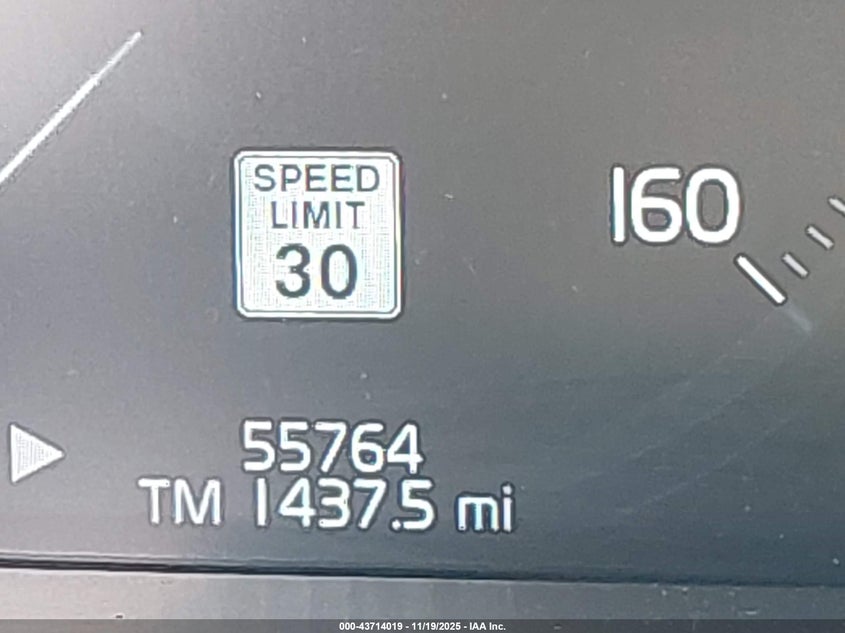 SPEED
LIMIT
30
160
55764
TM 1437.5 mi
000-43714019 - 11/19/2025 - IAA Inc.